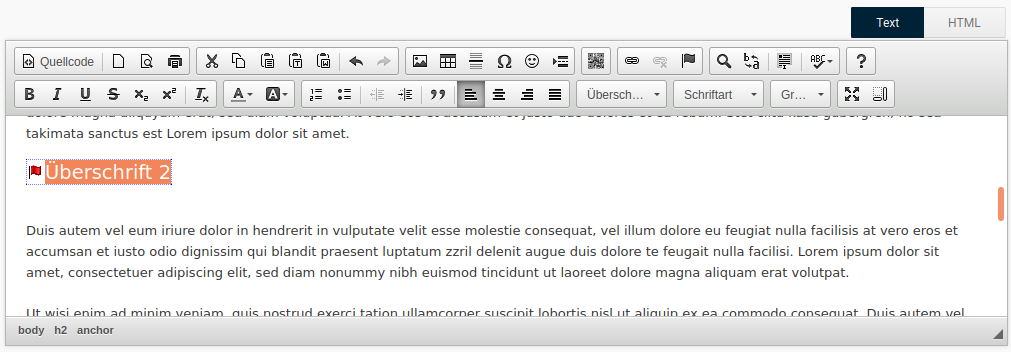 Text HTML
Quellcode Ω ABC ?
B I U S x₂ x² Tx A A Übersch... Schriftart Gr...
takimata sanctus est Lorem ipsum dolor sit amet.
Überschrift 2
Duis autem vel eum iriure dolor in hendrerit in vulputate velit esse molestie consequat, vel illum dolore eu feugiat nulla facilisis at vero eros et
accumsan et iusto odio dignissim qui blandit praesent luptatum zzril delenit augue duis dolore te feugait nulla facilisi. Lorem ipsum dolor sit
amet, consectetuer adipiscing elit, sed diam nonummy nibh euismod tincidunt ut laoreet dolore magna aliquam erat volutpat.
Ut wisi enim ad minim veniam, quis nostrud exerci tation ullamcorper suscipit lobortis nisl ut aliquip ex ea commodo consequat. Duis autem vel
body h2 anchor